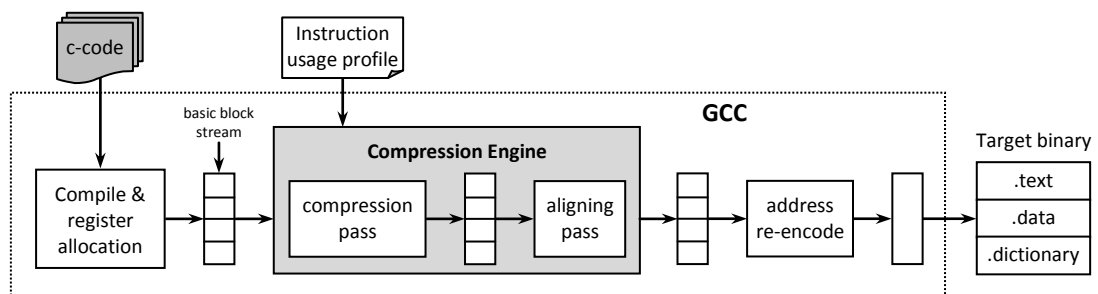 c-code
Instruction
usage profile
basic block
stream
GCC
Compression Engine
Target binary
Compile &
register
allocation
compression
pass
aligning
pass
address
re-encode
.text
.data
.dictionary